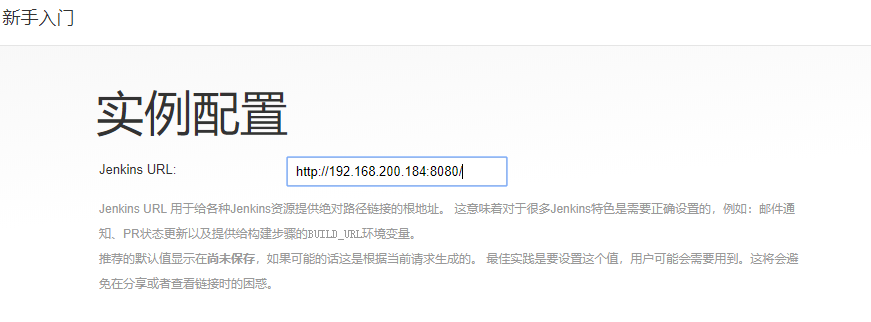 新手入门
实例配置
Jenkins URL: http://192.168.200.184:8080/
Jenkins URL 用于给各种Jenkins资源提供绝对路径链接的根地址。 这意味着对于很多Jenkins特色是需要正确设置的，例如：邮件通
知、PR状态更新以及提供给构建步骤的BUILD_URL环境变量。
推荐的默认值显示在尚未保存，如果可能的话这是根据当前请求生成的。 最佳实践是要设置这个值，用户可能会需要用到。这将会避
免在分享或者查看链接时的困惑。